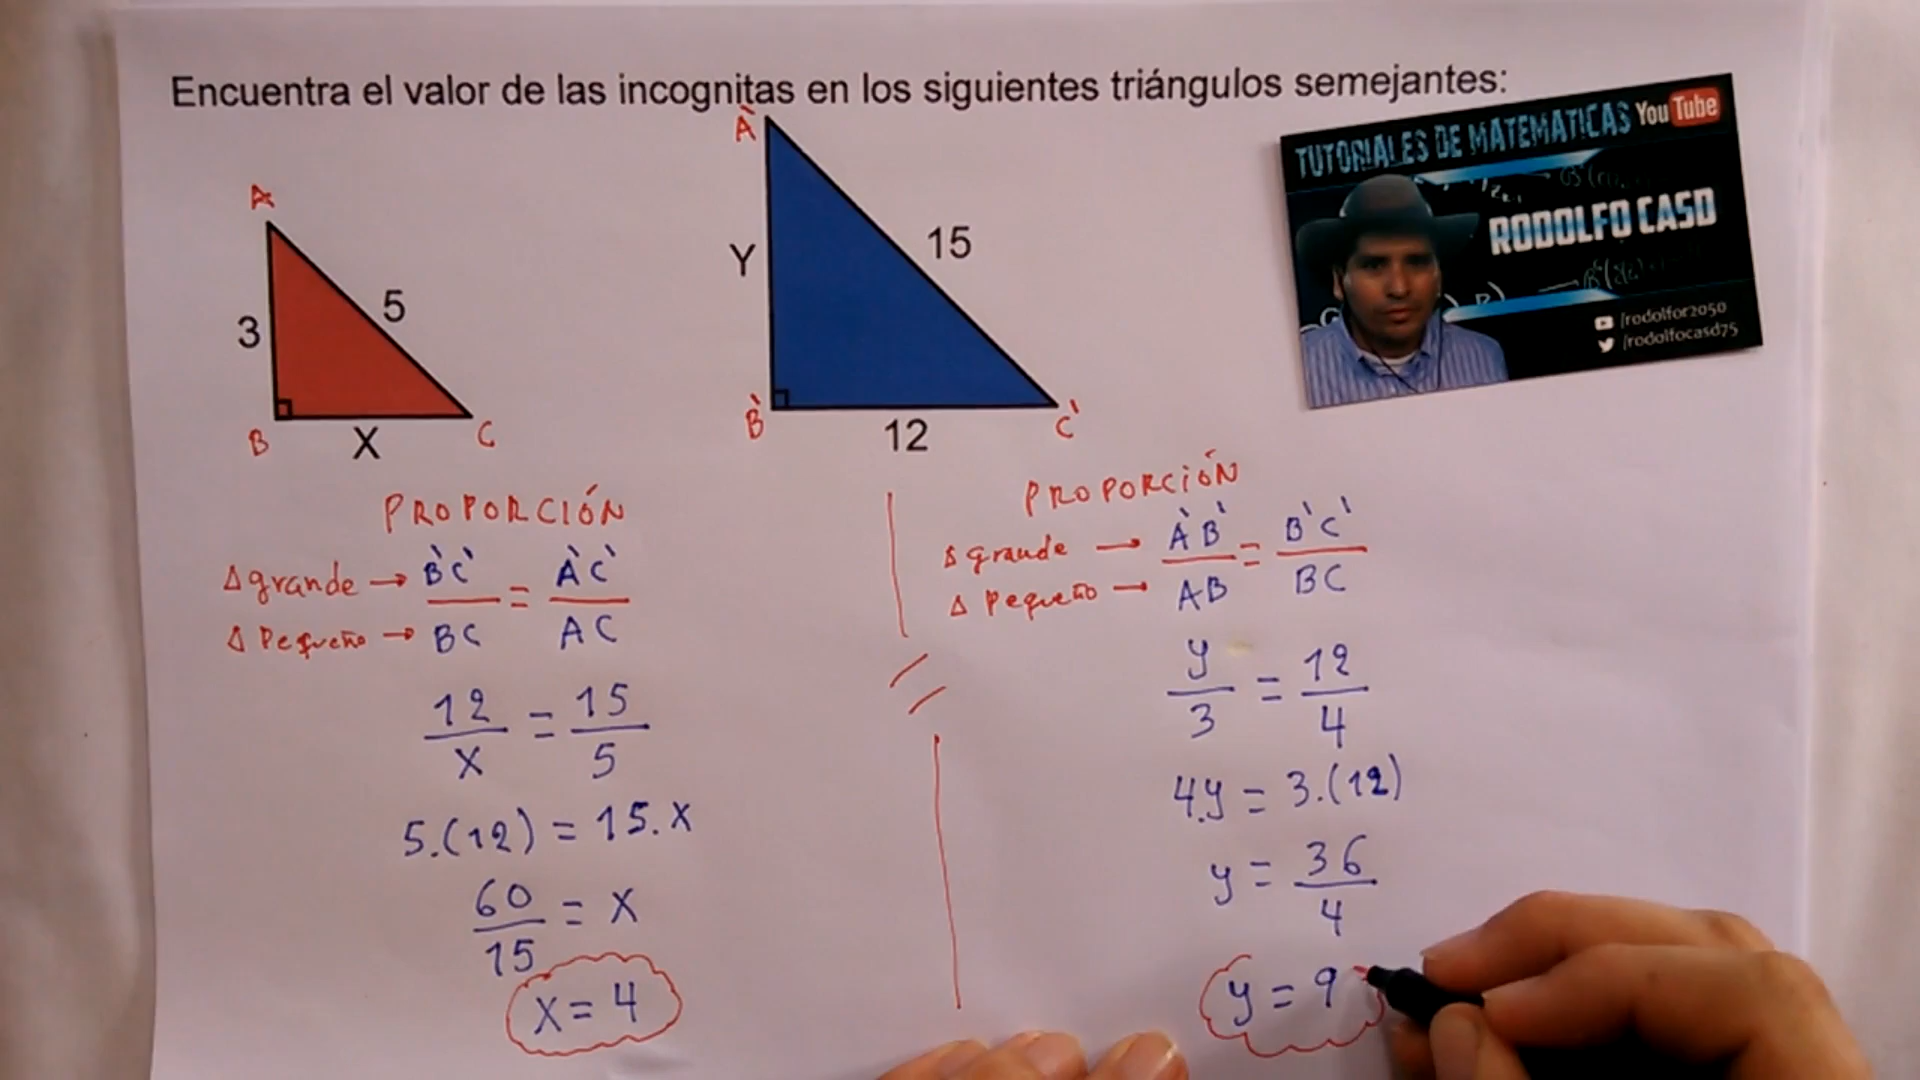 Encuentra el valor de las incognitas en los siguientes triángulos semejantes:
TUTORIALES DE MATEMATICAS YouTube
RODOLFO CASD
/rodolfor2050
/rodolfocasd75
A
3
5
B
X
C
A`
Y
15
B`
12
C'
PROPORCIÓN
Δ grande → B`C` = A`C`
Δ Pequeño → BC AC
12 = 15
X 5
5.(12) = 15.X
60 = X
15
X = 4
PROPORCIÓN
Δ grande → A`B` = B`C`
Δ Pequeño → AB BC
y = 12
3 4
4.y = 3.(12)
y = 36
4
y = 9